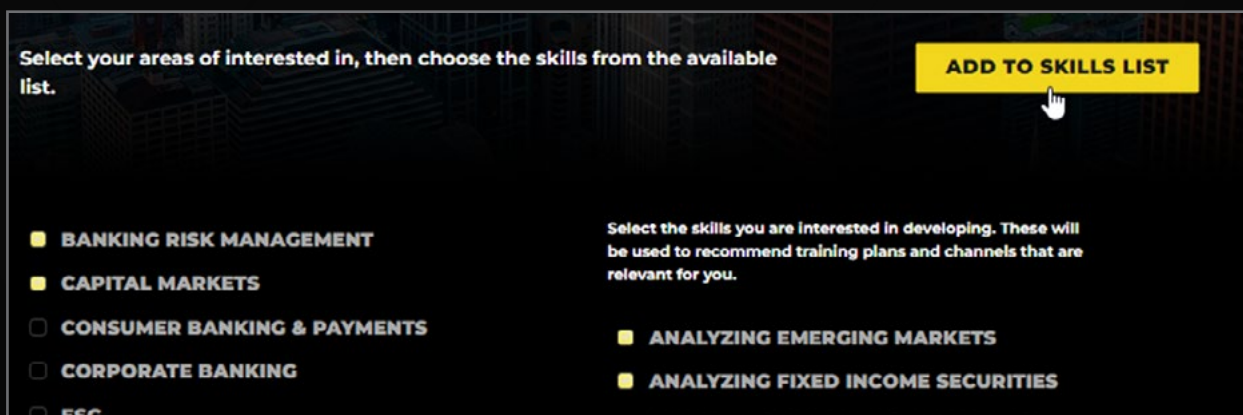 Select your areas of interested in, then choose the skills from the available
list.
ADD TO SKILLS LIST
BANKING RISK MANAGEMENT
CAPITAL MARKETS
CONSUMER BANKING & PAYMENTS
CORPORATE BANKING
ESG
Select the skills you are interested in developing. These will
be used to recommend training plans and channels that are
relevant for you.
ANALYZING EMERGING MARKETS
ANALYZING FIXED INCOME SECURITIES